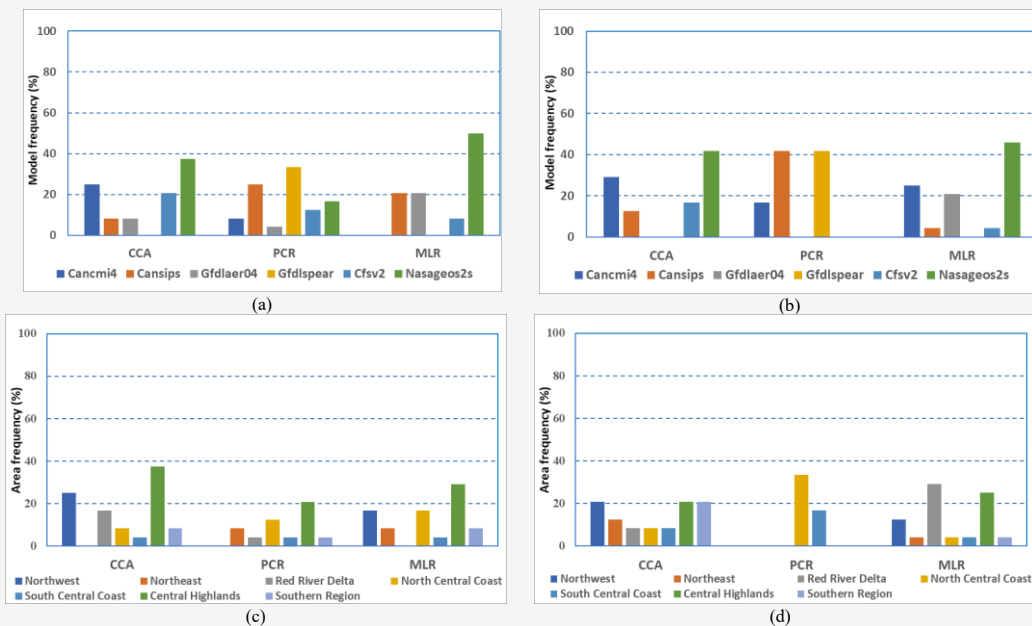 100
80
60
40
20
0
Model frequency (%)
CCA PCR MLR
Cancmi4 Cansips Gfdlaer04 Gfdlspear Cfsv2 Nasageos2s
(a)
100
80
60
40
20
0
Model frequency (%)
CCA PCR MLR
Cancmi4 Cansips Gfdlaer04 Gfdlspear Cfsv2 Nasageos2s
(b)
100
80
60
40
20
0
Area frequency (%)
CCA PCR MLR
Northwest Northeast Red River Delta North Central Coast
South Central Coast Central Highlands Southern Region
(c)
100
80
60
40
20
0
Area frequency (%)
CCA PCR MLR
Northwest Northeast Red River Delta North Central Coast
South Central Coast Central Highlands Southern Region
(d)